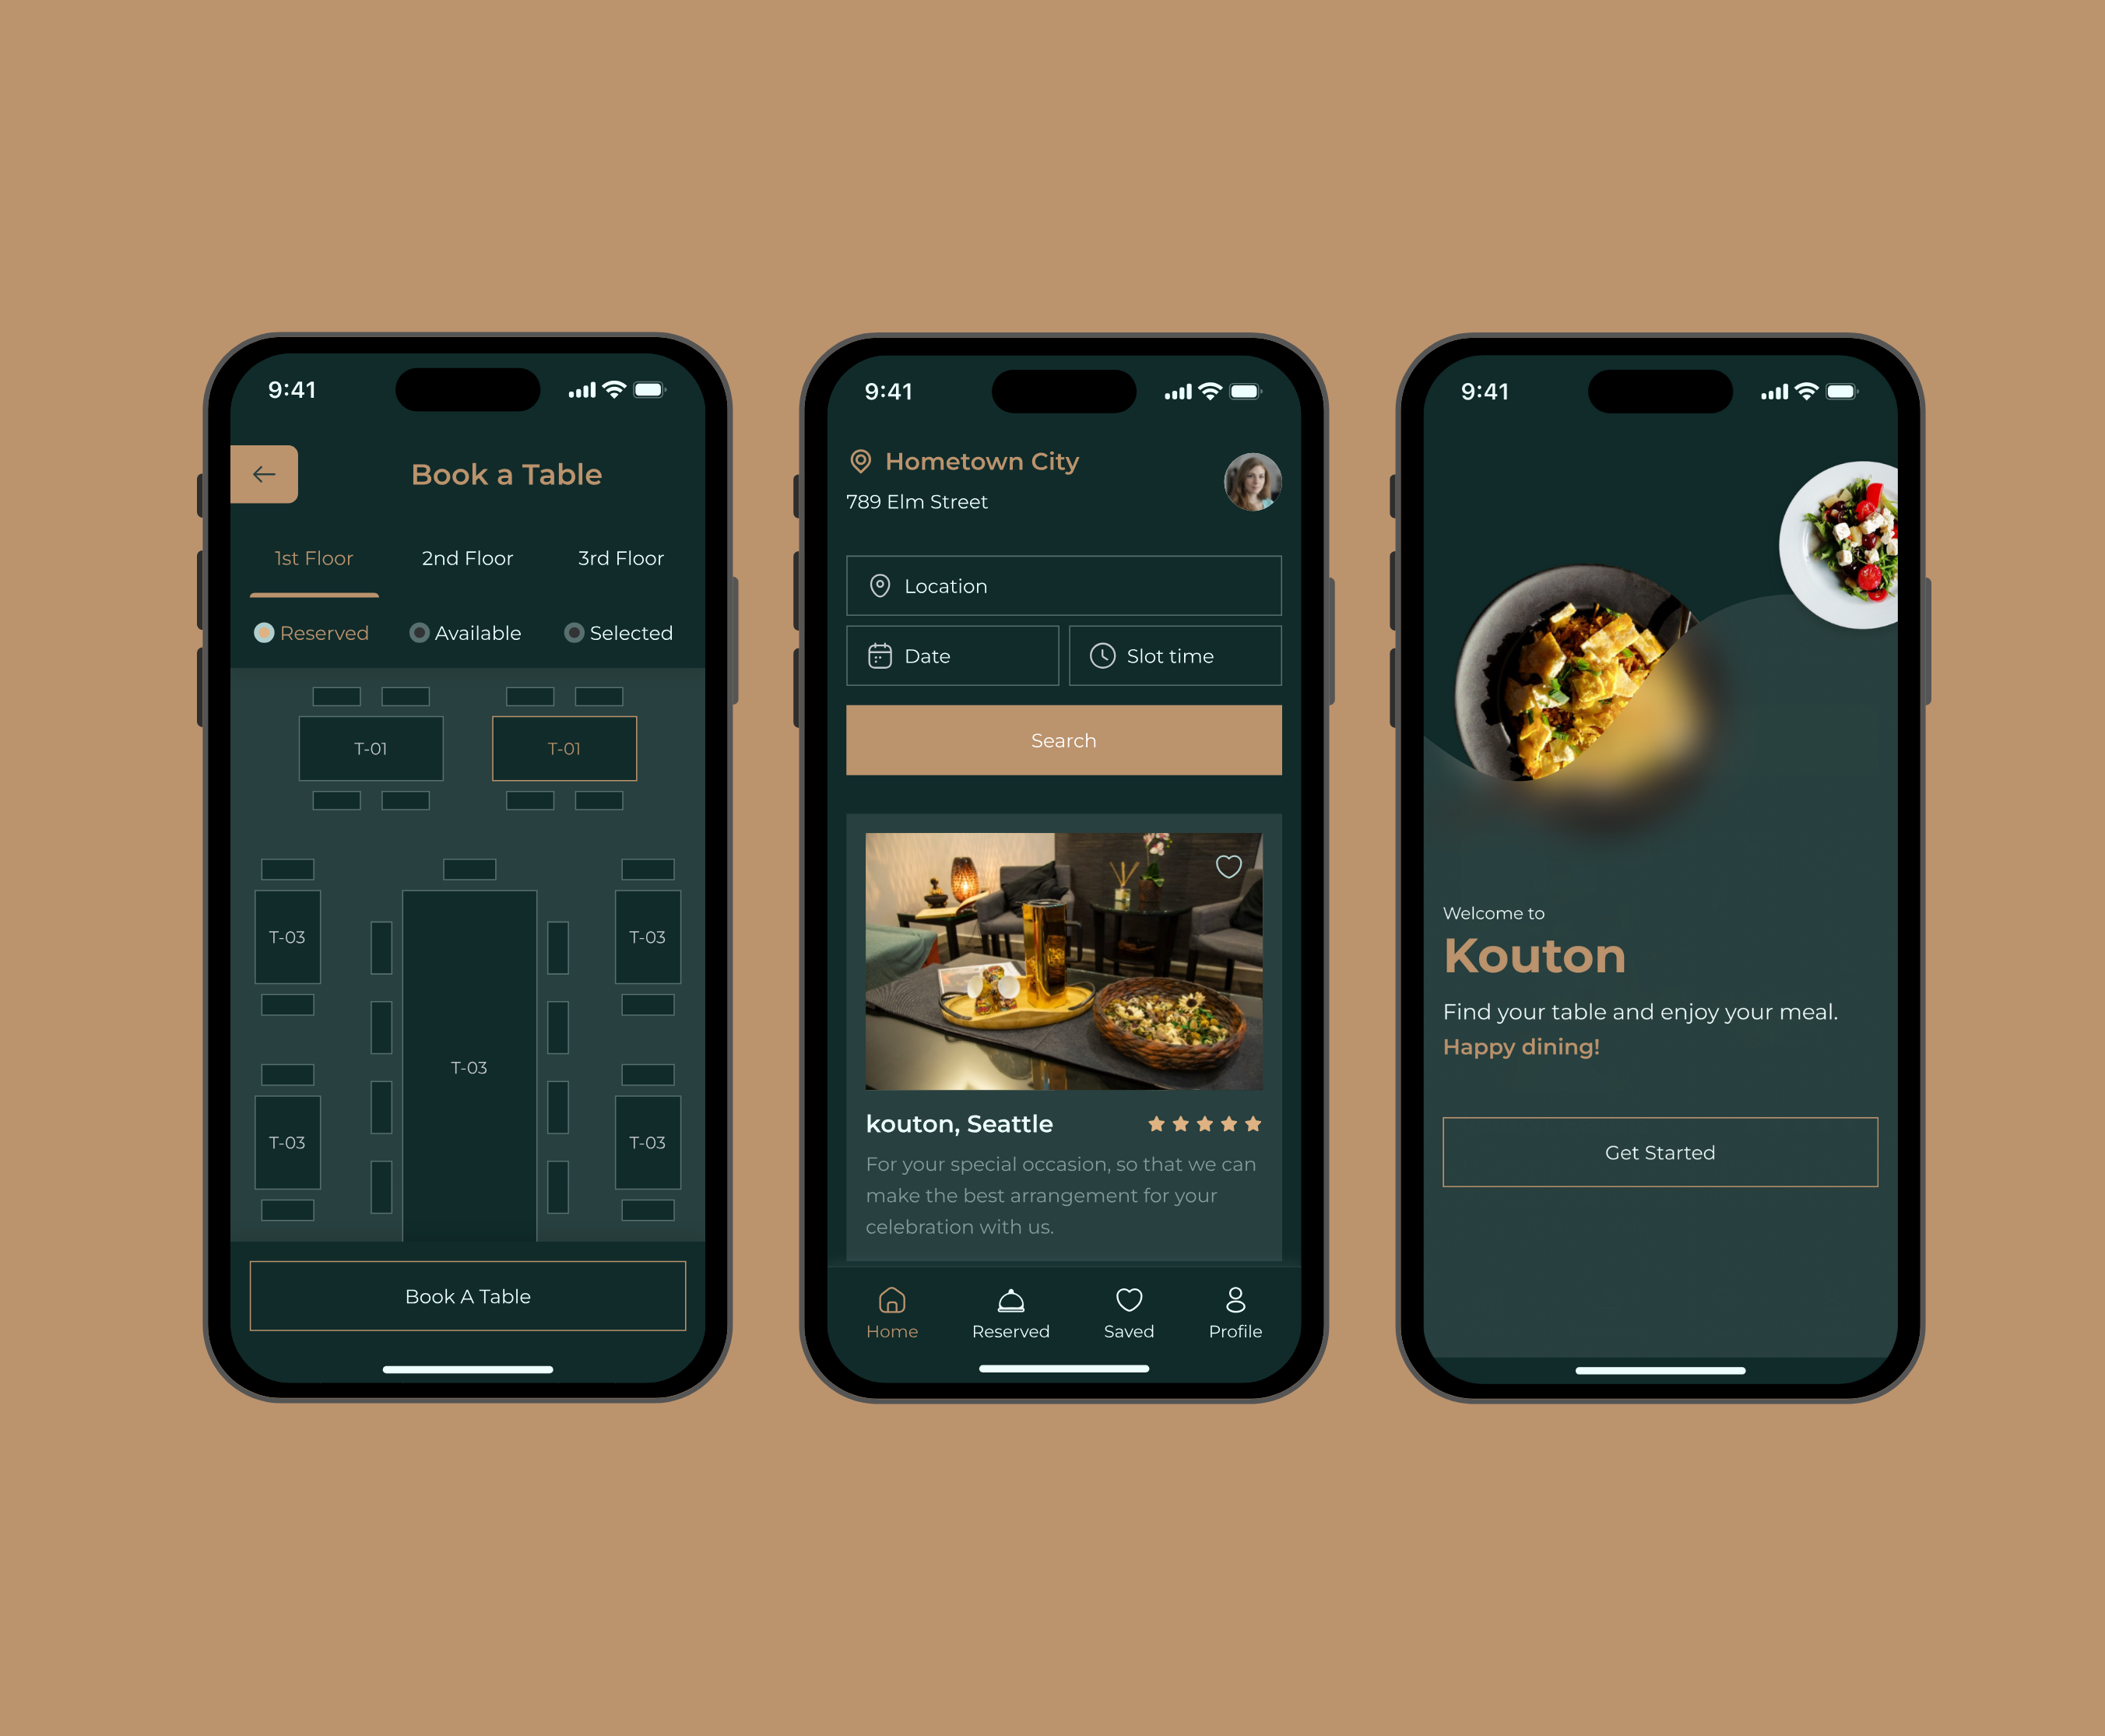 9:41
Book a Table
1st Floor 2nd Floor 3rd Floor
Reserved Available Selected
T-01 T-01
T-03 T-03
T-03
T-03 T-03
Book A Table
9:41
Hometown City
789 Elm Street
Location
Date Slot time
Search
kouton, Seattle
For your special occasion, so that we can
make the best arrangement for your
celebration with us.
Home Reserved Saved Profile
9:41
Welcome to
Kouton
Find your table and enjoy your meal.
Happy dining!
Get Started